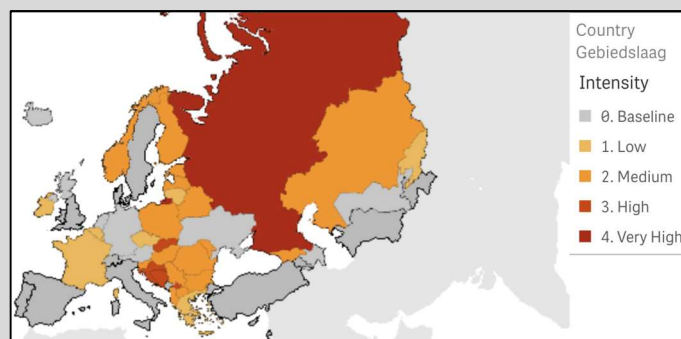 Country
Gebiedslaag
Intensity
0. Baseline
1. Low
2. Medium
3. High
4. Very High